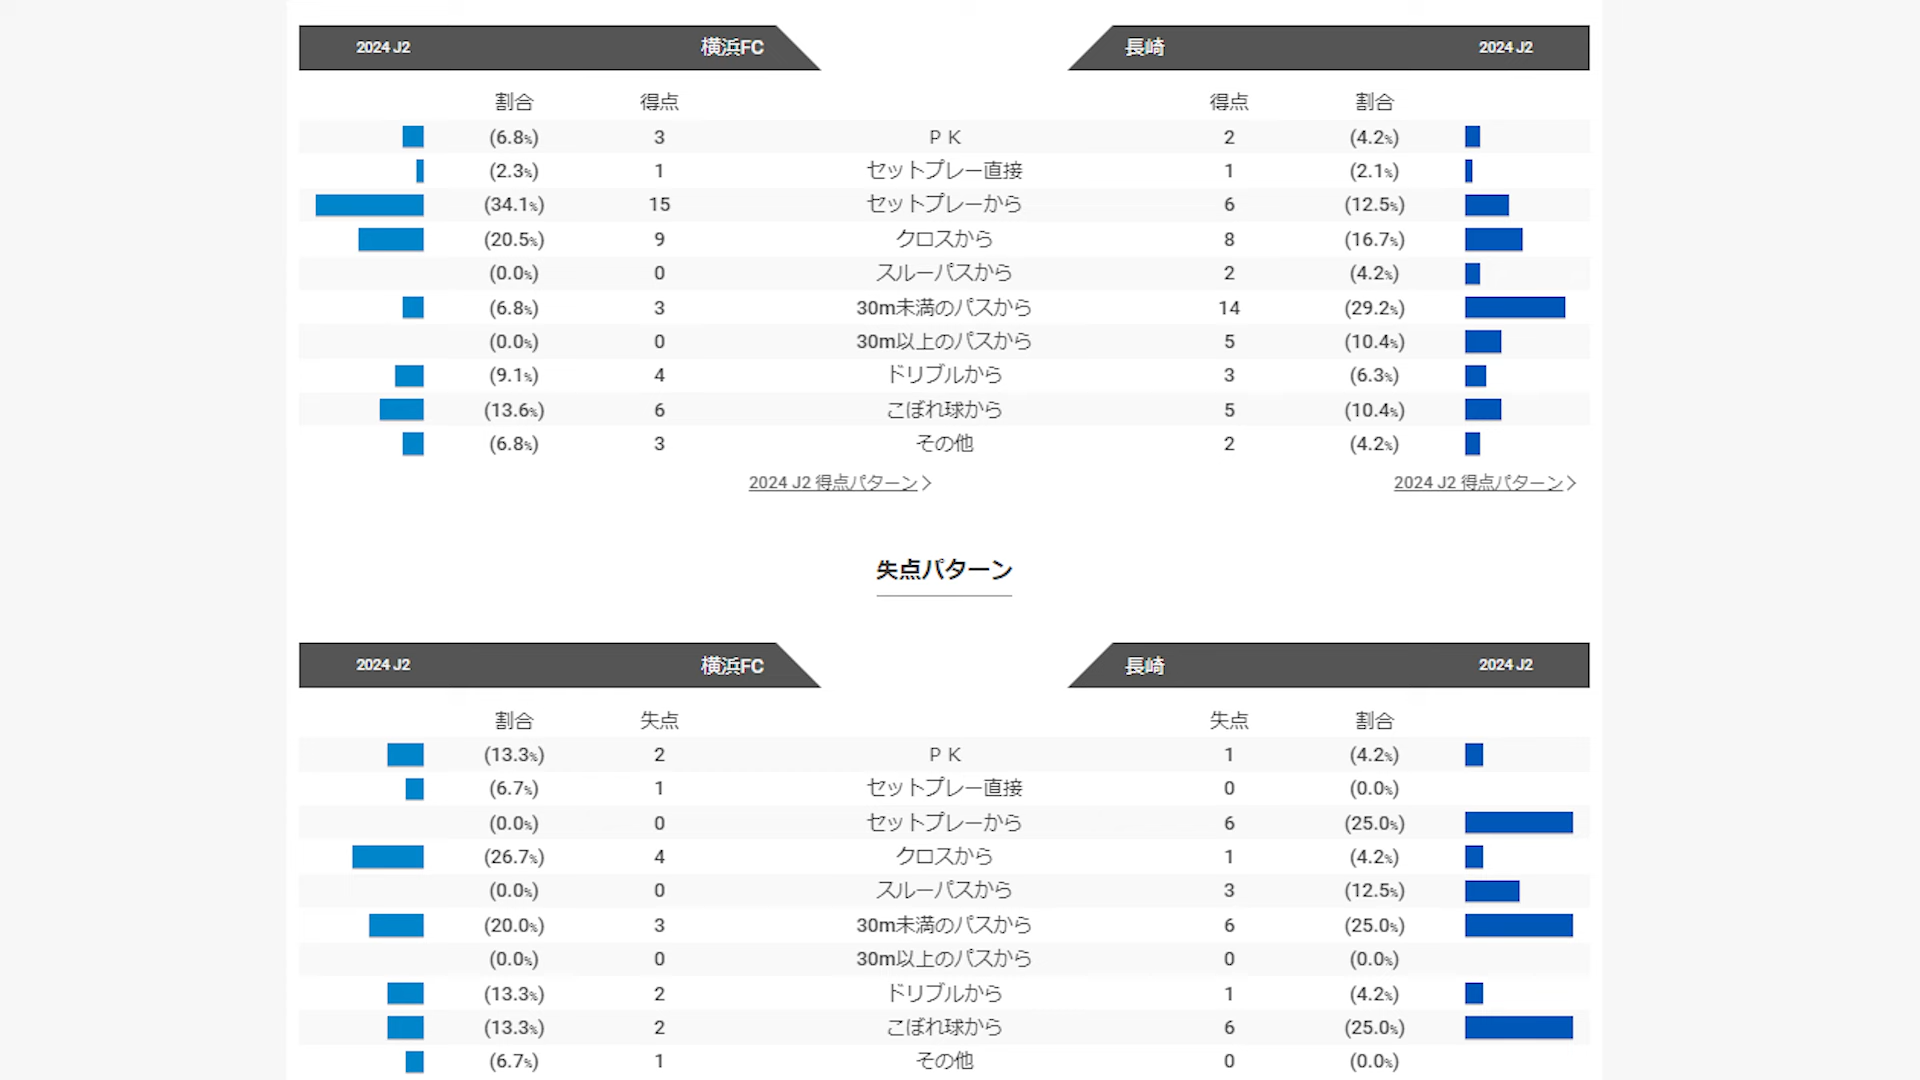 2024 J2 横浜FC 長崎 2024 J2
割合 得点 得点 割合
(6.8%) 3 ＰＫ 2 (4.2%)
(2.3%) 1 セットプレー直接 1 (2.1%)
(34.1%) 15 セットプレーから 6 (12.5%)
(20.5%) 9 クロスから 8 (16.7%)
(0.0%) 0 スルーパスから 2 (4.2%)
(6.8%) 3 30m未満のパスから 14 (29.2%)
(0.0%) 0 30m以上のパスから 5 (10.4%)
(9.1%) 4 ドリブルから 3 (6.3%)
(13.6%) 6 こぼれ球から 5 (10.4%)
(6.8%) 3 その他 2 (4.2%)
2024 J2 得点パターン 2024 J2 得点パターン
失点パターン
2024 J2 横浜FC 長崎 2024 J2
割合 失点 失点 割合
(13.3%) 2 ＰＫ 1 (4.2%)
(6.7%) 1 セットプレー直接 0 (0.0%)
(0.0%) 0 セットプレーから 6 (25.0%)
(26.7%) 4 クロスから 1 (4.2%)
(0.0%) 0 スルーパスから 3 (12.5%)
(20.0%) 3 30m未満のパスから 6 (25.0%)
(0.0%) 0 30m以上のパスから 0 (0.0%)
(13.3%) 2 ドリブルから 1 (4.2%)
(13.3%) 2 こぼれ球から 6 (25.0%)
(6.7%) 1 その他 0 (0.0%)